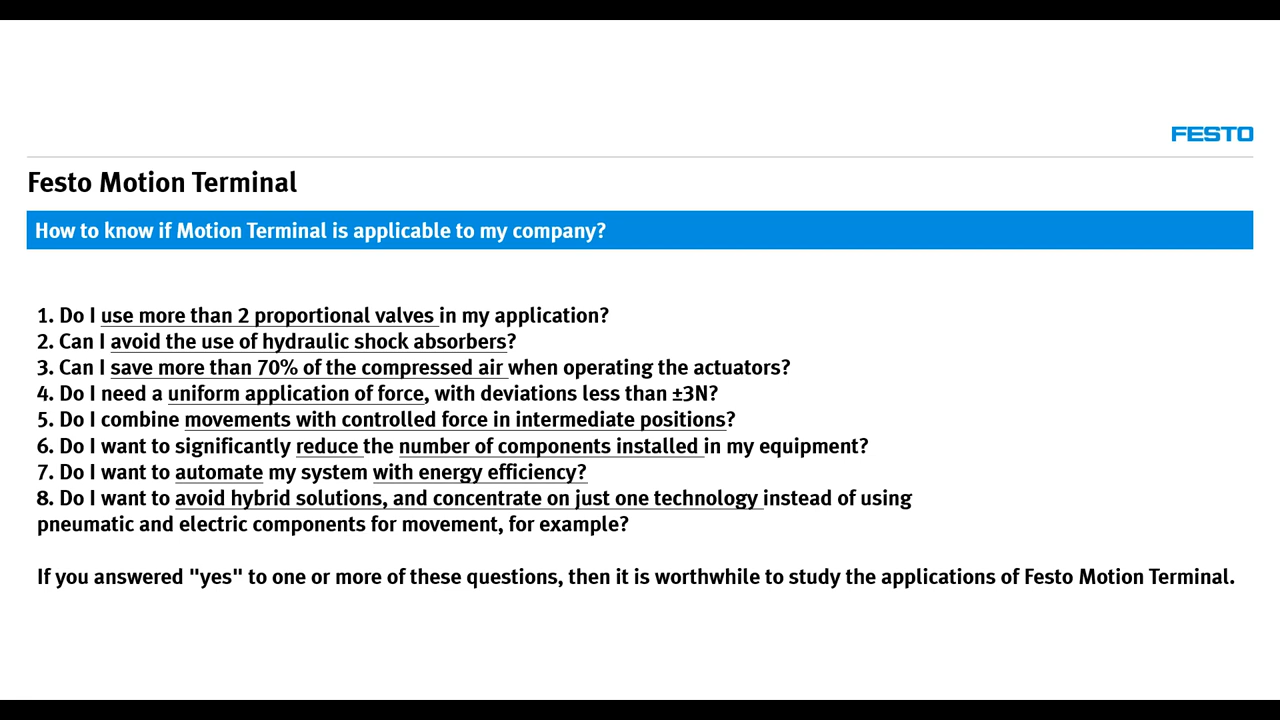 FESTO
Festo Motion Terminal
How to know if Motion Terminal is applicable to my company?
1. Do I use more than 2 proportional valves in my application?
2. Can I avoid the use of hydraulic shock absorbers?
3. Can I save more than 70% of the compressed air when operating the actuators?
4. Do I need a uniform application of force, with deviations less than ±3N?
5. Do I combine movements with controlled force in intermediate positions?
6. Do I want to significantly reduce the number of components installed in my equipment?
7. Do I want to automate my system with energy efficiency?
8. Do I want to avoid hybrid solutions, and concentrate on just one technology instead of using
pneumatic and electric components for movement, for example?
If you answered "yes" to one or more of these questions, then it is worthwhile to study the applications of Festo Motion Terminal.